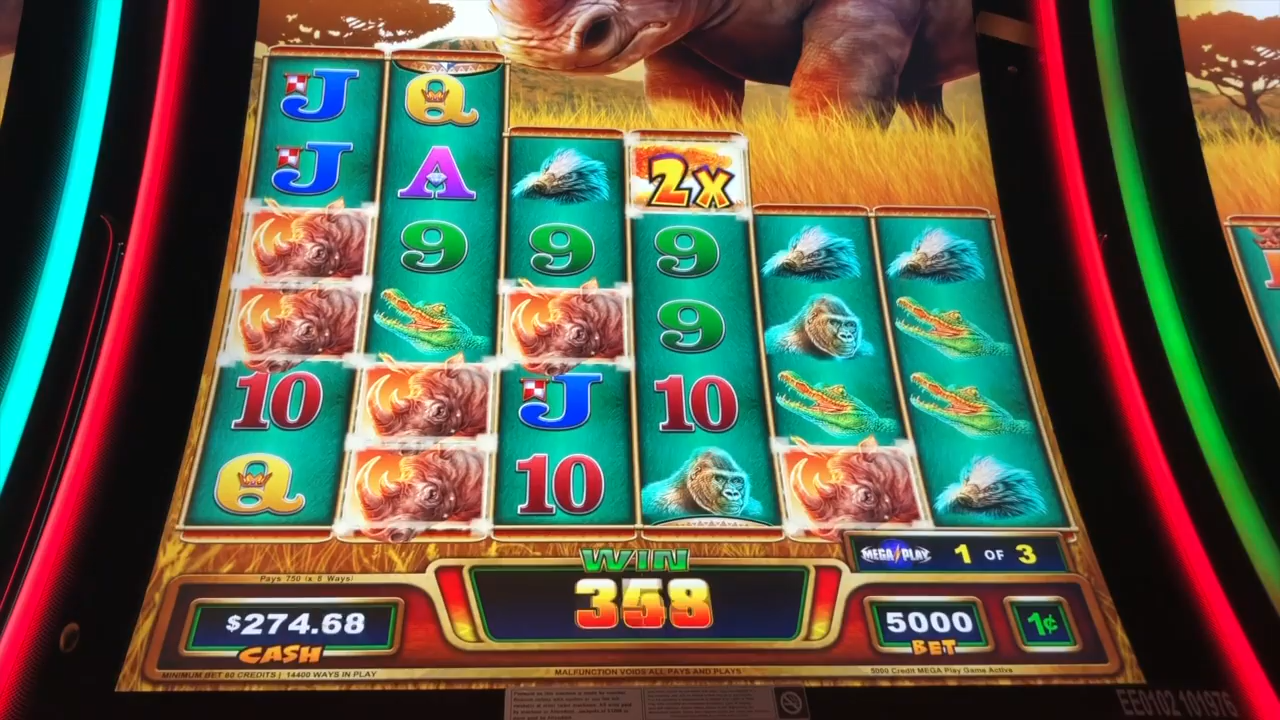 J Q
J A 2x
9 9 9
9
10 J 10
Q 10
WIN
358
MEGA PLAY 1 OF 3
Pays 750 (x 6 Ways)
$274.68
CASH
5000
BET
1¢
MINIMUM BET 80 CREDITS | 14400 WAYS IN PLAY
MALFUNCTION VOIDS ALL PAYS AND PLAYS
5000 Credit MEGA Play Game Active